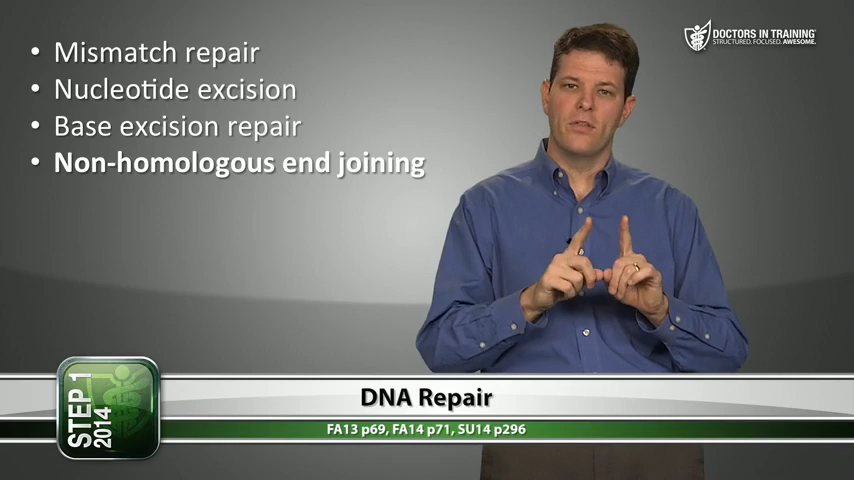 • Mismatch repair
• Nucleotide excision
• Base excision repair
• Non-homologous end joining
DOCTORS IN TRAINING®
STRUCTURED. FOCUSED. AWESOME.
STEP 1
2014
DNA Repair
FA13 p69, FA14 p71, SU14 p296